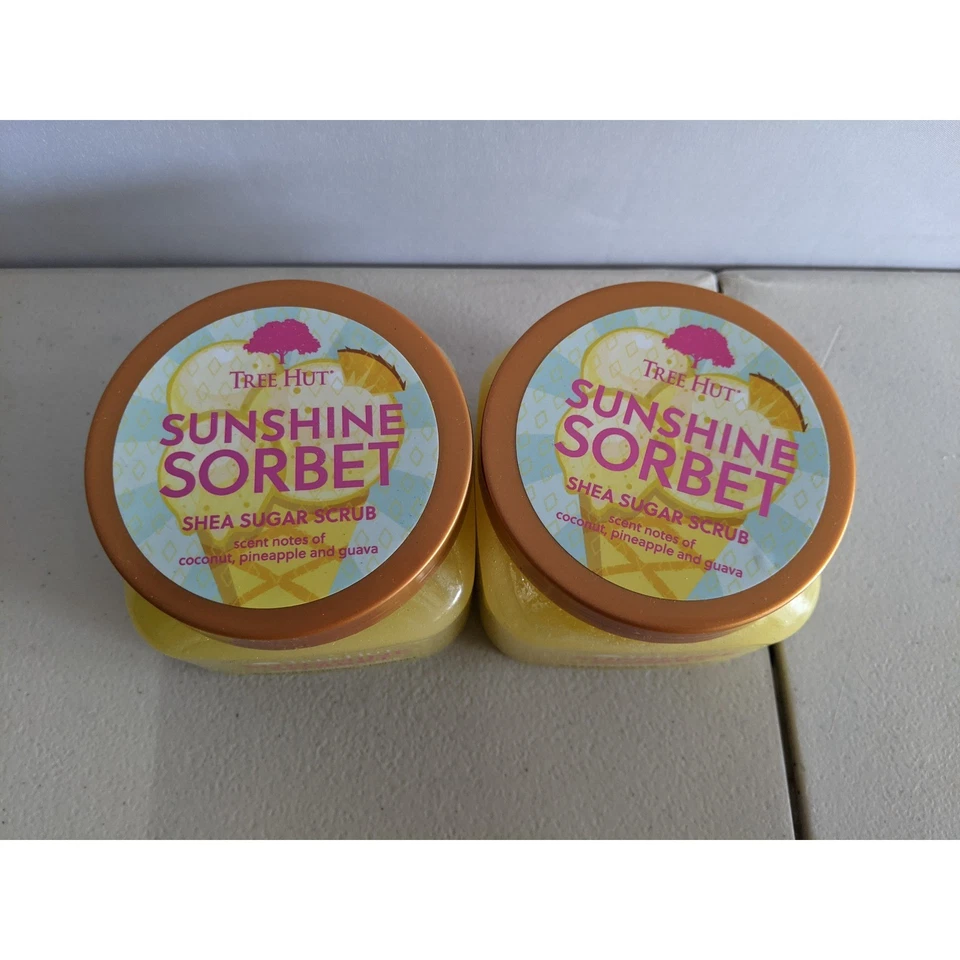 TREE HUT®
SUNSHINE
SORBET
SHEA SUGAR SCRUB
scent notes of
coconut, pineapple and guava
TREE HUT®
SUNSHINE
SORBET
SHEA SUGAR SCRUB
scent notes of
coconut, pineapple and guava